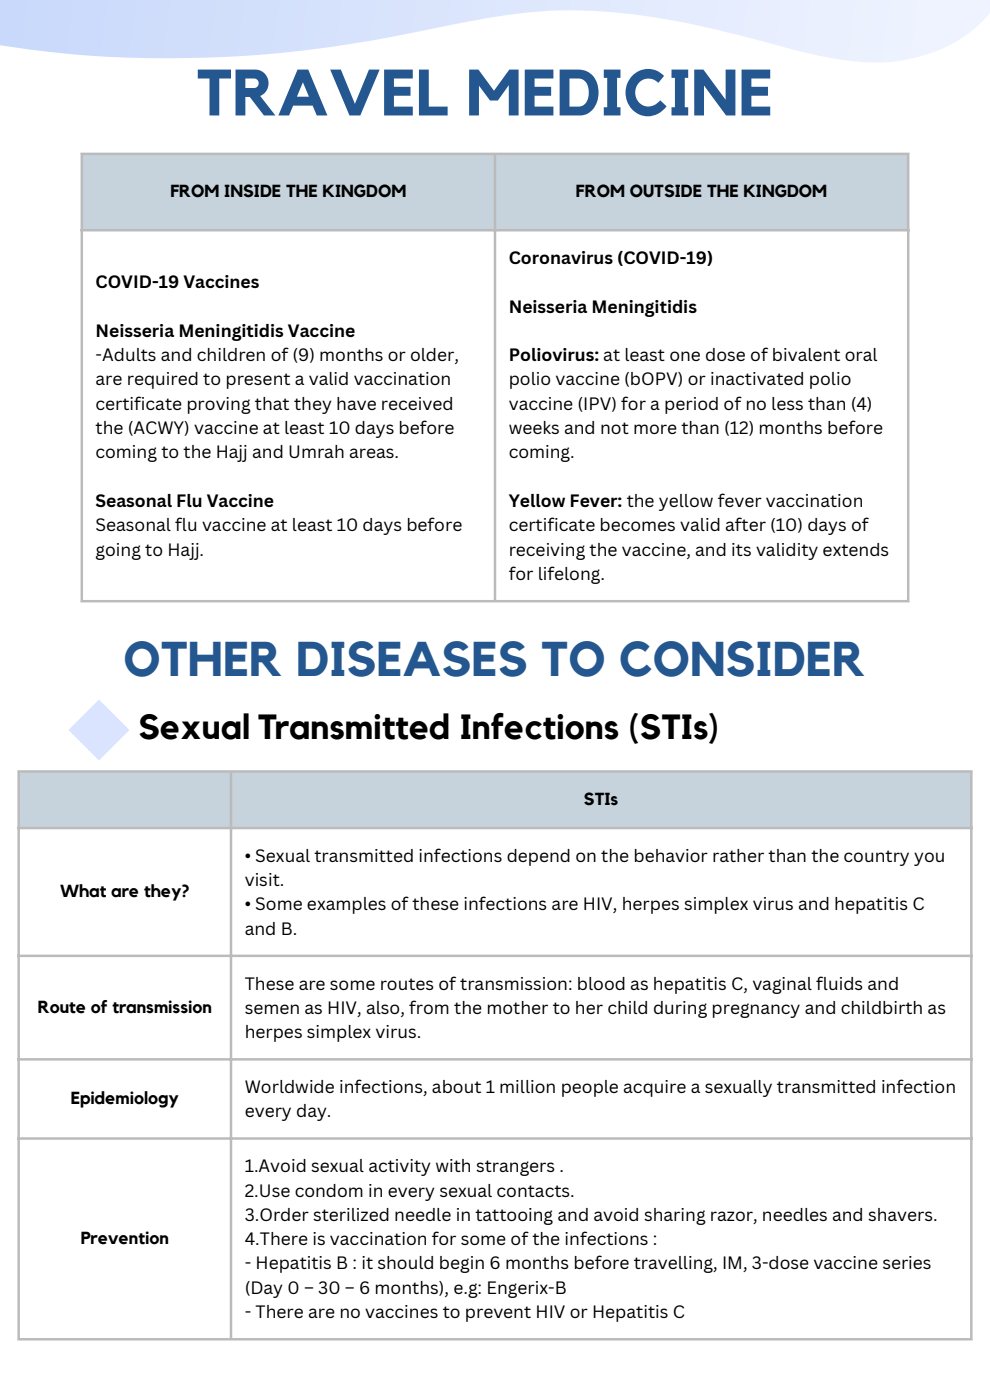 TRAVEL MEDICINE
FROM INSIDE THE KINGDOM
FROM OUTSIDE THE KINGDOM
COVID-19 Vaccines
Neisseria Meningitidis Vaccine
-Adults and children of (9) months or older,
are required to present a valid vaccination
certificate proving that they have received
the (ACWY) vaccine at least 10 days before
coming to the Hajj and Umrah areas.
Seasonal Flu Vaccine
Seasonal flu vaccine at least 10 days before
going to Hajj.
Coronavirus (COVID-19)
Neisseria Meningitidis
Poliovirus: at least one dose of bivalent oral
polio vaccine (bOPV) or inactivated polio
vaccine (IPV) for a period of no less than (4)
weeks and not more than (12) months before
coming.
Yellow Fever: the yellow fever vaccination
certificate becomes valid after (10) days of
receiving the vaccine, and its validity extends
for lifelong.
OTHER DISEASES TO CONSIDER
Sexual Transmitted Infections (STIs)
STIs
What are they?
• Sexual transmitted infections depend on the behavior rather than the country you
visit.
• Some examples of these infections are HIV, herpes simplex virus and hepatitis C
and B.
Route of transmission
These are some routes of transmission: blood as hepatitis C, vaginal fluids and
semen as HIV, also, from the mother to her child during pregnancy and childbirth as
herpes simplex virus.
Epidemiology
Worldwide infections, about 1 million people acquire a sexually transmitted infection
every day.
Prevention
1.Avoid sexual activity with strangers .
2.Use condom in every sexual contacts.
3.Order sterilized needle in tattooing and avoid sharing razor, needles and shavers.
4.There is vaccination for some of the infections :
- Hepatitis B : it should begin 6 months before travelling, IM, 3-dose vaccine series
(Day 0 – 30 – 6 months), e.g: Engerix-B
- There are no vaccines to prevent HIV or Hepatitis C